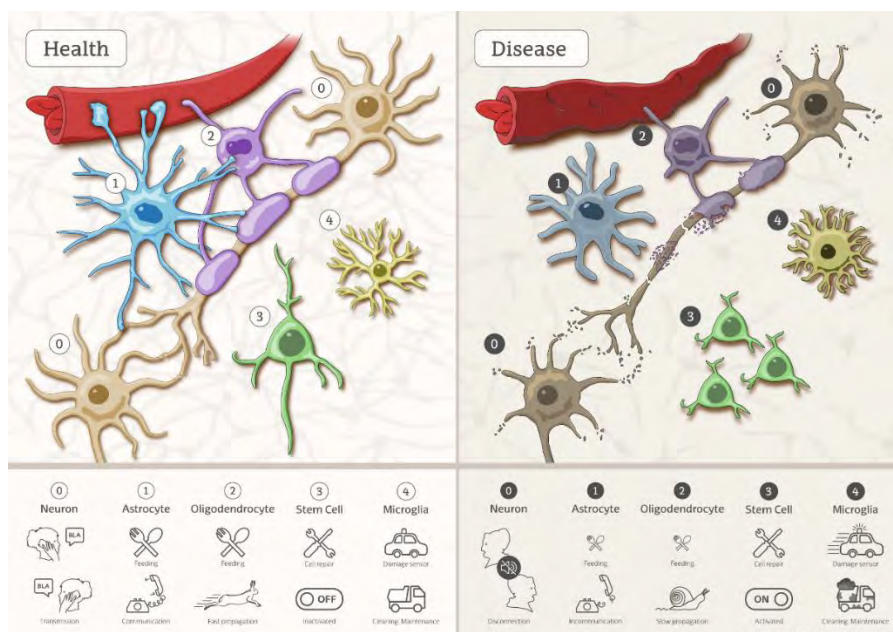 Health
0
2
1
4
3
0
0
Neuron
1
Astrocyte
2
Oligodendrocyte
3
Stem Cell
4
Microglia
BLA
Feeding
Feeding
Cell repair
Damage sensor
BLA
OFF
Transmission
Communication
Fast propagation
Inactivated
Cleaning Maintenance
Disease
0
2
1
4
3
0
0
Neuron
1
Astrocyte
2
Oligodendrocyte
3
Stem Cell
4
Microglia
Feeding
Feeding
Cell repair
Damage sensor
ON
Disconnection
Incommunication
Slow propagation
Activated
Cleaning Maintenance